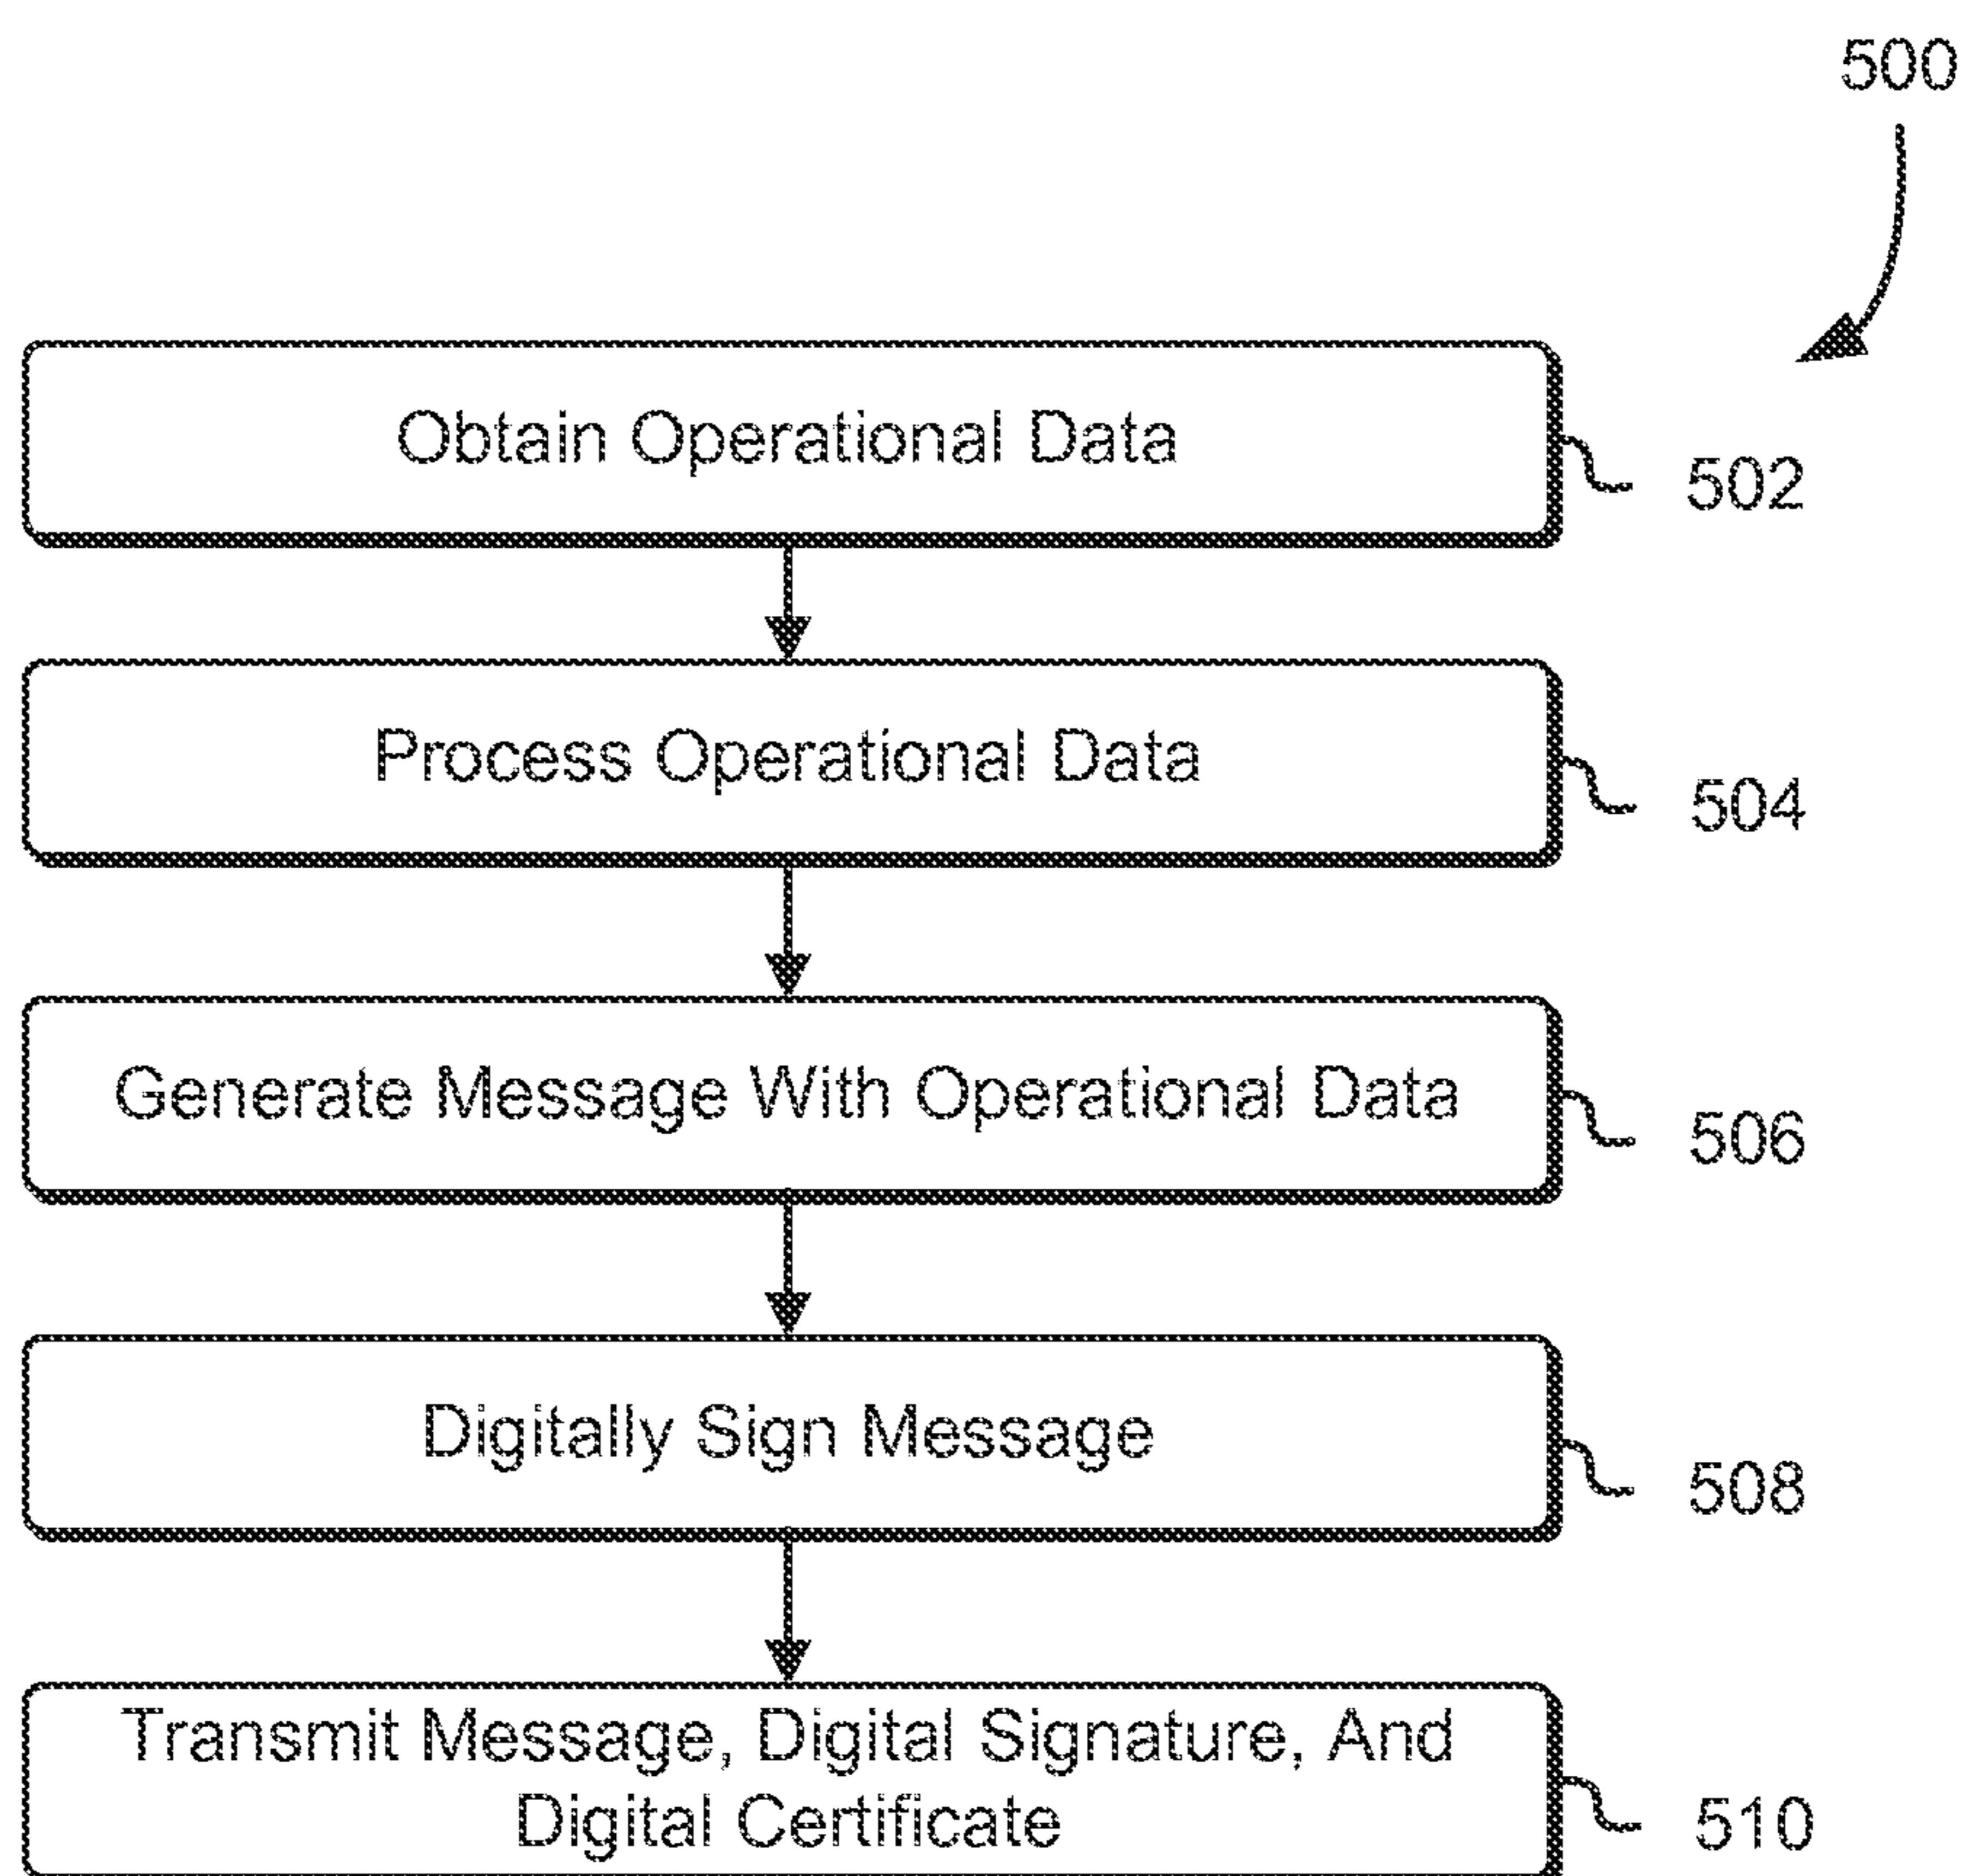 500
Obtain Operational Data
502
Process Operational Data
504
Generate Message With Operational Data
506
Digitally Sign Message
508
Transmit Message, Digital Signature, And
Digital Certificate
510